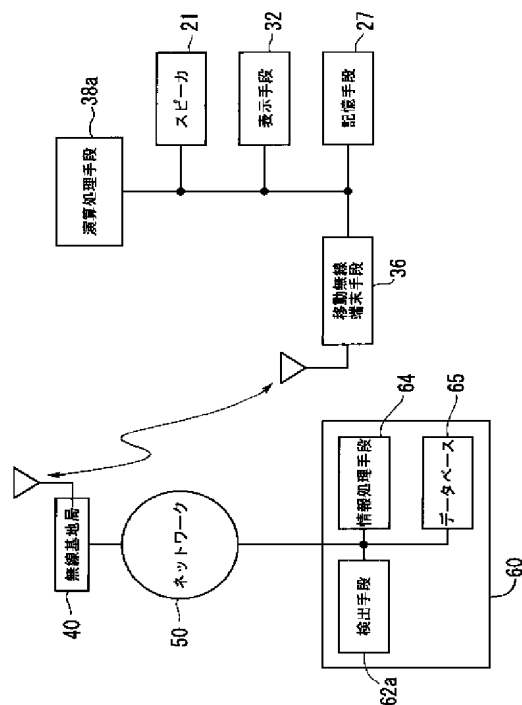 38a
演算処理手段
21
スピーカ
32
表示手段
27
記憶手段
移動無線
端末手段
36
無線基地局
40
ネットワーク
50
64
情報処理手段
65
データベース
検出手段
62a
60